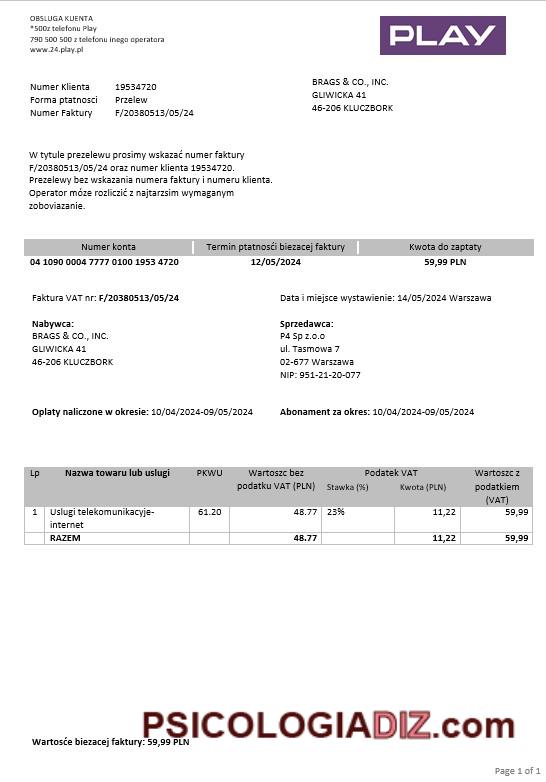 OBSLUGA KLIENTA
*500z telefonu Play
790 500 500 z telefonu inego operatora
www.24.play.pl
PLAY
Numer Klienta 19534720
Forma ptatnosci Przelew
Numer Faktury F/20380513/05/24
BRAGS & CO., INC.
GLIWICKA 41
46-206 KLUCZBORK
W tytule prezelewu prosimy wskazać numer faktury
F/20380513/05/24 oraz numer klienta 19534720.
Prezelewy bez wskazania numera faktury i numeru klienta.
Operator móze rozliczić z najtarzsim wymaganym
zoboviazanie.
Numer konta Termin ptatnosći biezacej faktury Kwota do zaptaty
04 1090 0004 7777 0100 1953 4720 12/05/2024 59,99 PLN
Faktura VAT nr: F/20380513/05/24 Data i miejsce wystawienie: 14/05/2024 Warszawa
Nabywca:
BRAGS & CO., INC.
GLIWICKA 41
46-206 KLUCZBORK
Sprzedawca:
P4 Sp z.o.o
ul. Tasmowa 7
02-677 Warszawa
NIP: 951-21-20-077
Oplaty naliczone w okresie: 10/04/2024-09/05/2024 Abonament za okres: 10/04/2024-09/05/2024
Lp Nazwa towaru lub uslugi PKWU Wartoszc bez podatku VAT (PLN) Podatek VAT Stawka (%) Kwota (PLN) Wartoszc z podatkiem (VAT)
1 Uslugi telekomunikacyje- 61.20 48.77 23% 11,22 59,99
internet
RAZEM 48.77 11,22 59,99
PSICOLOGIADIZ.com
Wartosće biezacej faktury: 59,99 PLN
Page 1 of 1